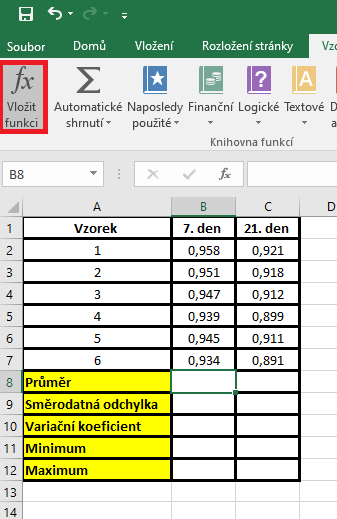 Soubor Domů Vložení Rozložení stránky Vzo
fx
Vložit funkci
Automatické shrnutí
Naposledy použité
Finanční
Logické
Textové
D
a
Knihovna funkcí
B8 fx
A B C D
1 Vzorek 7. den 21. den
2 1 0,958 0,921
3 2 0,951 0,918
4 3 0,947 0,912
5 4 0,939 0,899
6 5 0,945 0,911
7 6 0,934 0,891
8 Průměr
9 Směrodatná odchylka
10 Variační koeficient
11 Minimum
12 Maximum
13
14